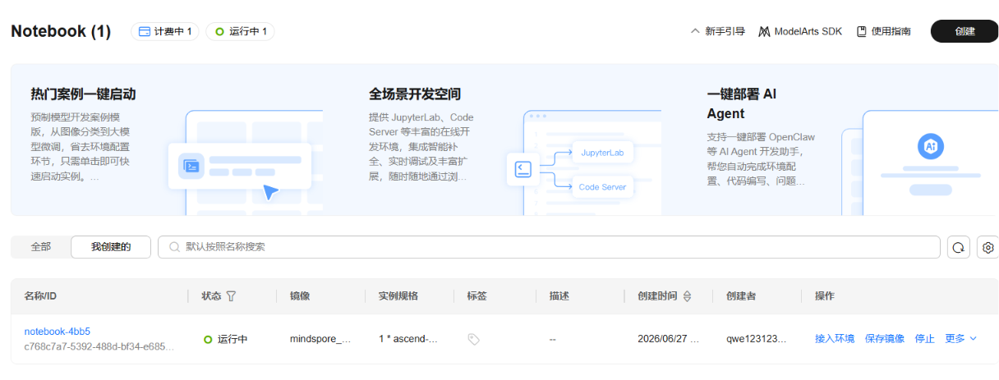 Notebook (1) 计费中 1 运行中 1 新手引导 ModelArts SDK 使用指南 创建
热门案例一键启动
预制模型开发案例模
版，从图像分类到大模
型微调，省去环境配置
环节，只需单击即可快
速启动实例。...
全场景开发空间
提供 JupyterLab、Code
Server 等丰富的在线开
发环境，集成智能补
全、实时调试及丰富扩
展，随时随地通过浏...
JupyterLab
Code Server
一键部署 AI
Agent
支持一键部署 OpenClaw
等 AI Agent 开发助手，
帮您自动完成环境配
置、代码编写、问题...
Ai
全部 我创建的 默认按照名称搜索
名称/ID 状态 镜像 实例规格 标签 描述 创建时间 创建者 操作
notebook-4bb5
c768c7a7-5392-488d-bf34-e685...
运行中 mindspore_... 1 * ascend-... -- 2026/06/27 ... qwe123123... 接入环境 保存镜像 停止 更多